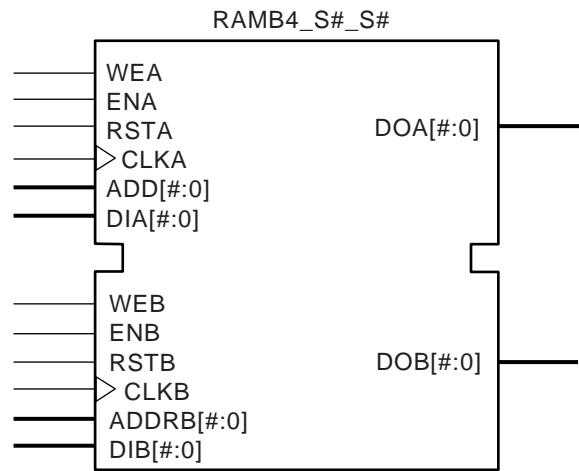 RAMB4_S#_S#
WEA
ENA
RSTA
CLKA
ADD[#:0]
DIA[#:0]
DOA[#:0]
WEB
ENB
RSTB
CLKB
ADDRB[#:0]
DIB[#:0]
DOB[#:0]